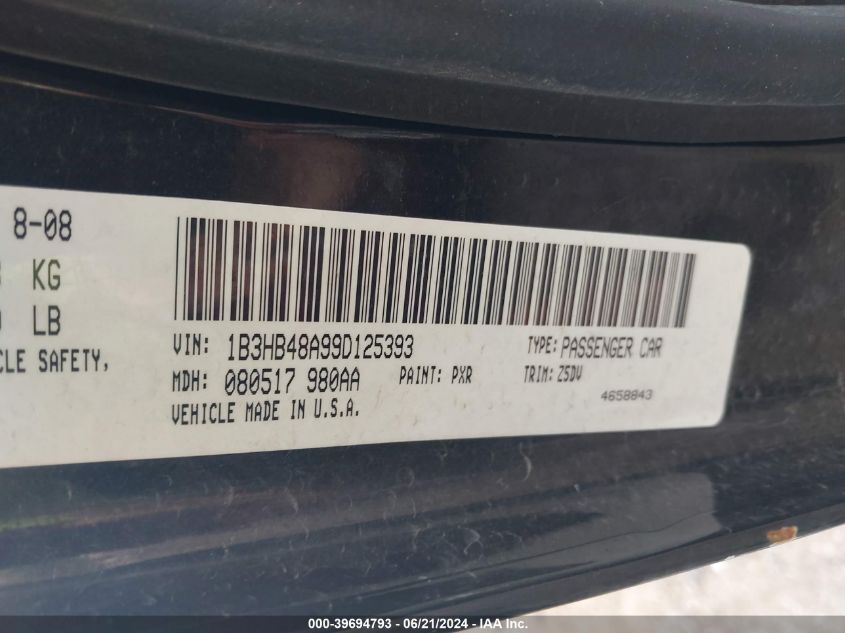 8-08
KG
LB
CLE SAFETY,
VIN: 1B3HB48A99D125393 TYPE: PASSENGER CAR
MDH: 080517 980AA PAINT: PXR TRIM: Z5DV
VEHICLE MADE IN U.S.A. 4658843
000-39694793 - 06/21/2024 - IAA Inc.